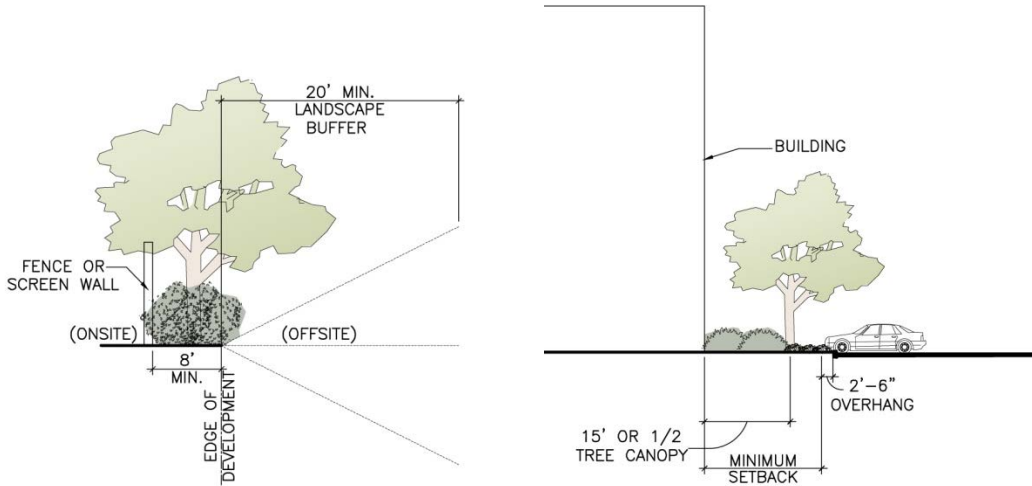 20' MIN.
LANDSCAPE
BUFFER
FENCE OR
SCREEN WALL
(ONSITE)
(OFFSITE)
8'
MIN.
EDGE OF
DEVELOPMENT
BUILDING
2'-6"
OVERHANG
15' OR 1/2
TREE CANOPY
MINIMUM
SETBACK